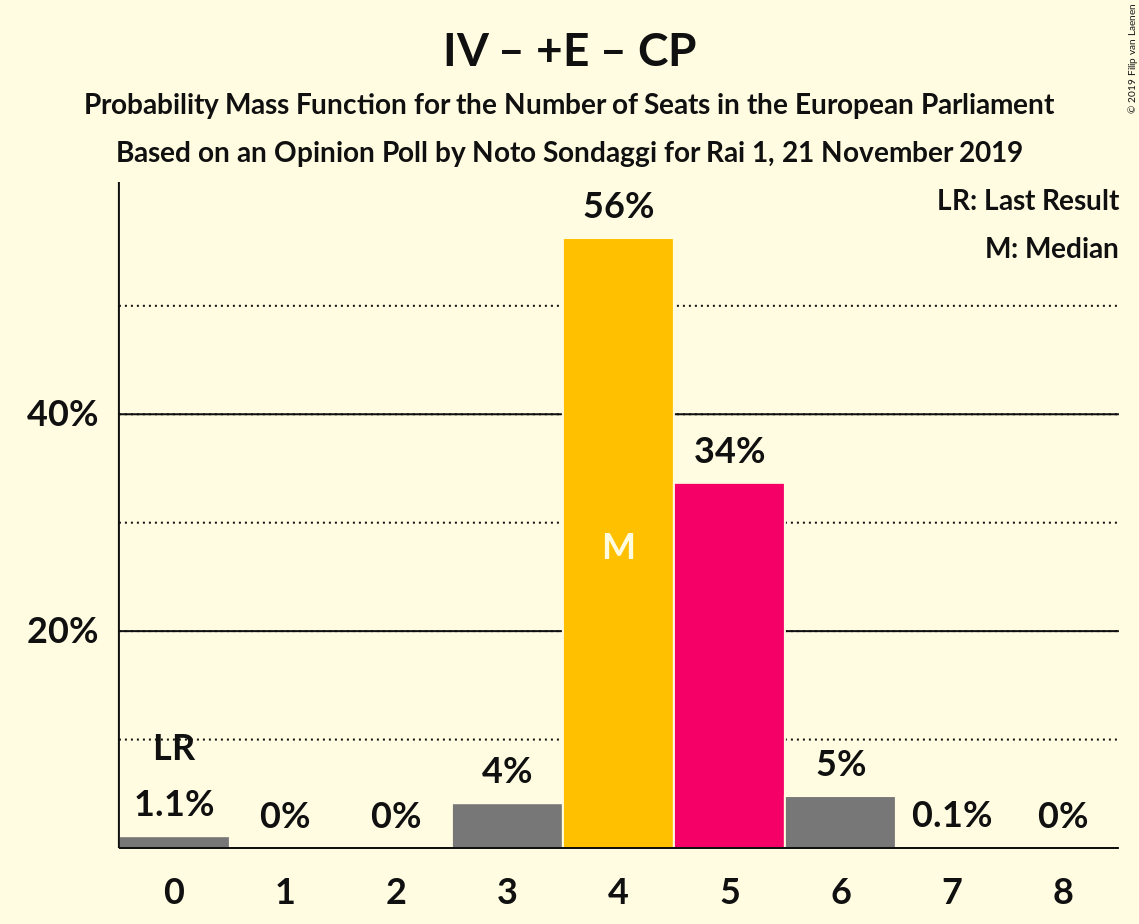 IV – +E – CP
Probability Mass Function for the Number of Seats in the European Parliament
Based on an Opinion Poll by Noto Sondaggi for Rai 1, 21 November 2019
© 2019 Filip van Laenen
LR: Last Result
M: Median
56%
40%
34%
M
20%
LR
1.1%
0%
0%
4%
5%
0.1%
0%
0 1 2 3 4 5 6 7 8